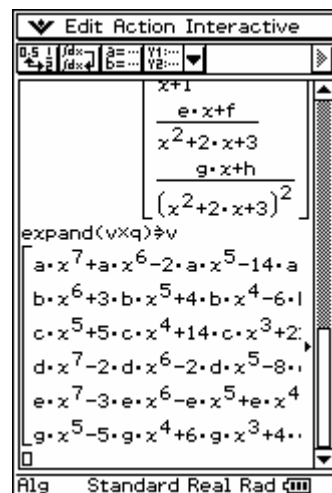 Edit Action Interactive
x+1
e·x+f
x²+2·x+3
g·x+h
(x²+2·x+3)²
expand(v×q)⇒v
a·x⁷+a·x⁶-2·a·x⁵-14·a
b·x⁶+3·b·x⁵+4·b·x⁴-6·
c·x⁵+5·c·x⁴+14·c·x³+2
d·x⁷-2·d·x⁶-2·d·x⁵-8·
e·x⁷-3·e·x⁶-e·x⁵+e·x⁴
g·x⁵-5·g·x⁴+6·g·x³+4·
Alg Standard Real Rad